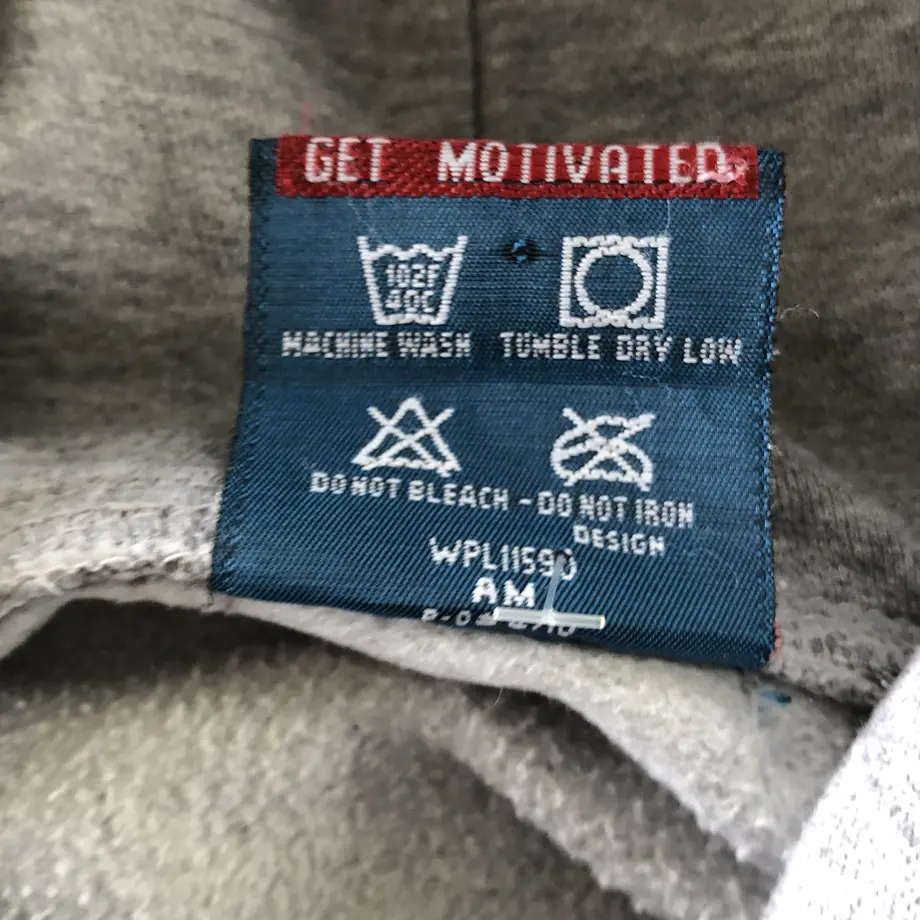 GET MOTIVATED
102F
40C
MACHINE WASH TUMBLE DRY LOW
DO NOT BLEACH - DO NOT IRON
DESIGN
WPL11590
AM